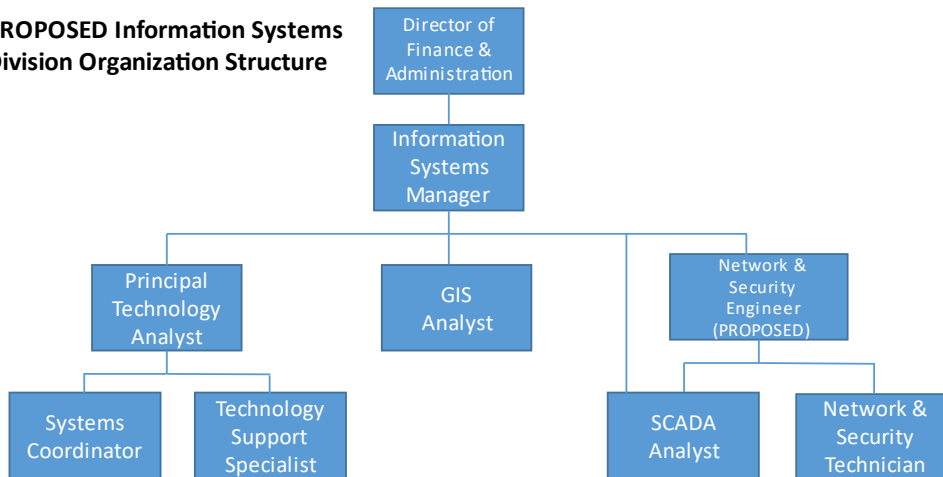 ROPOSED Information Systems
ivision Organization Structure
Director of
Finance &
Administration
Information
Systems
Manager
Principal
Technology
Analyst
GIS
Analyst
Network &
Security
Engineer
(PROPOSED)
Systems
Coordinator
Technology
Support
Specialist
SCADA
Analyst
Network &
Security
Technician